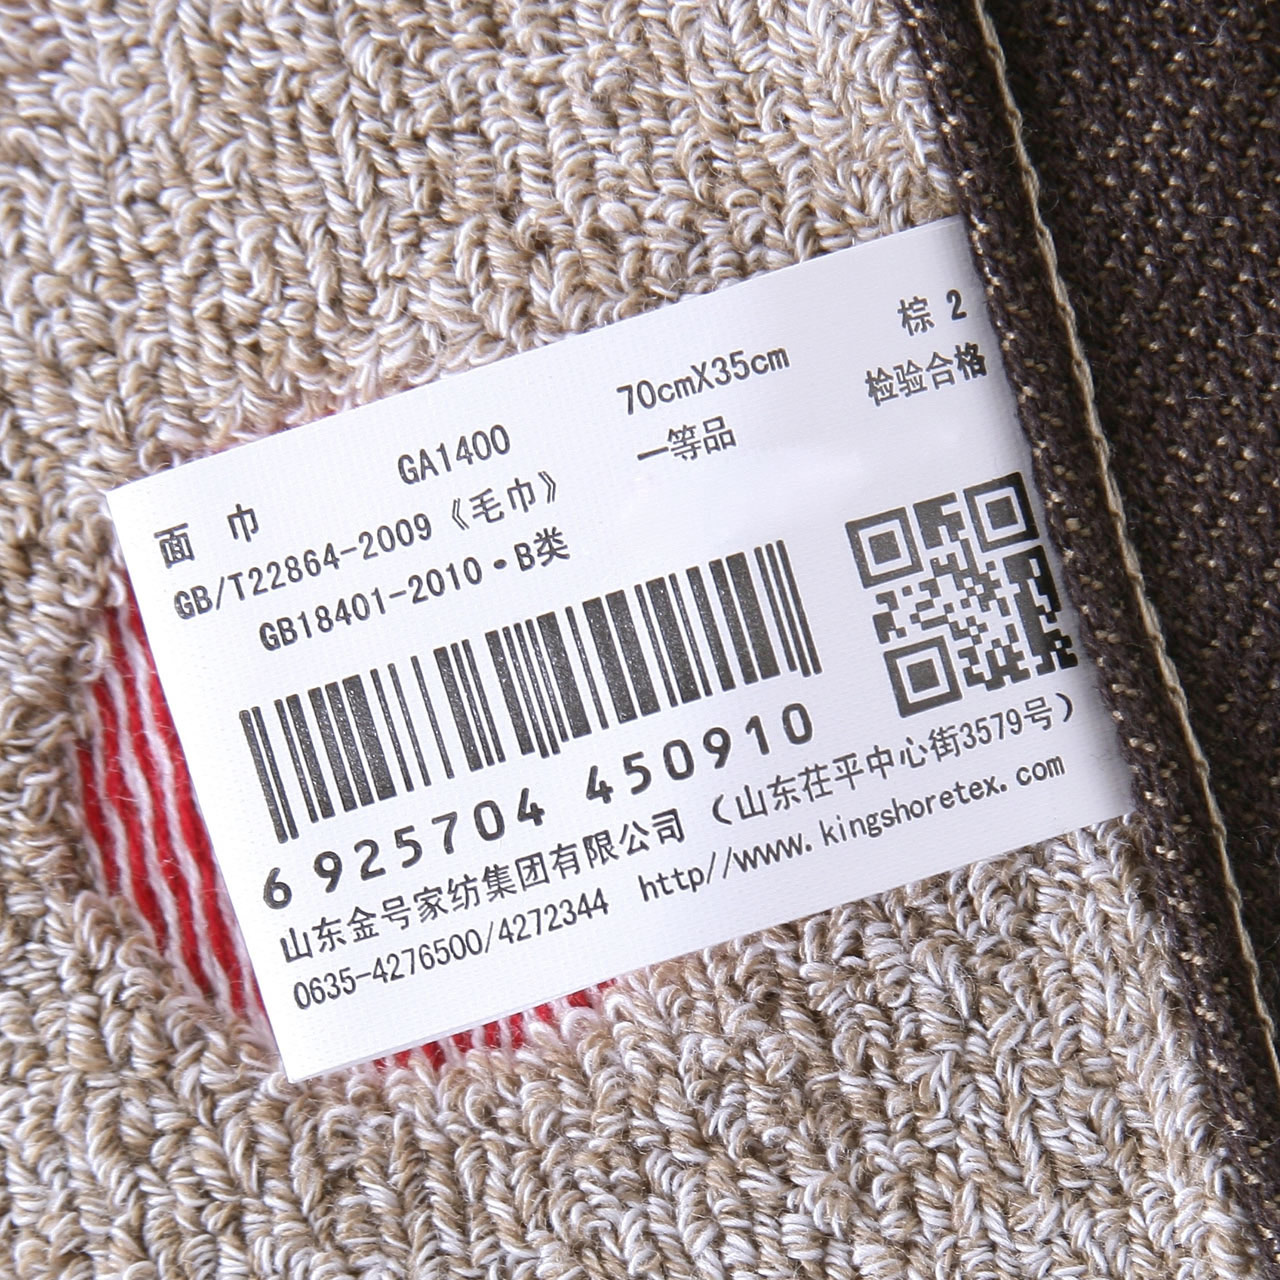 面 巾 GA1400 70cmX35cm 棕 2
GB/T22864-2009《毛巾》 一等品 检验合格
GB18401-2010·B类
6 925704 450910
山东金号家纺集团有限公司（山东茌平中心街3579号）
0635-4276500/4272344 http//www.kingshoretex.com